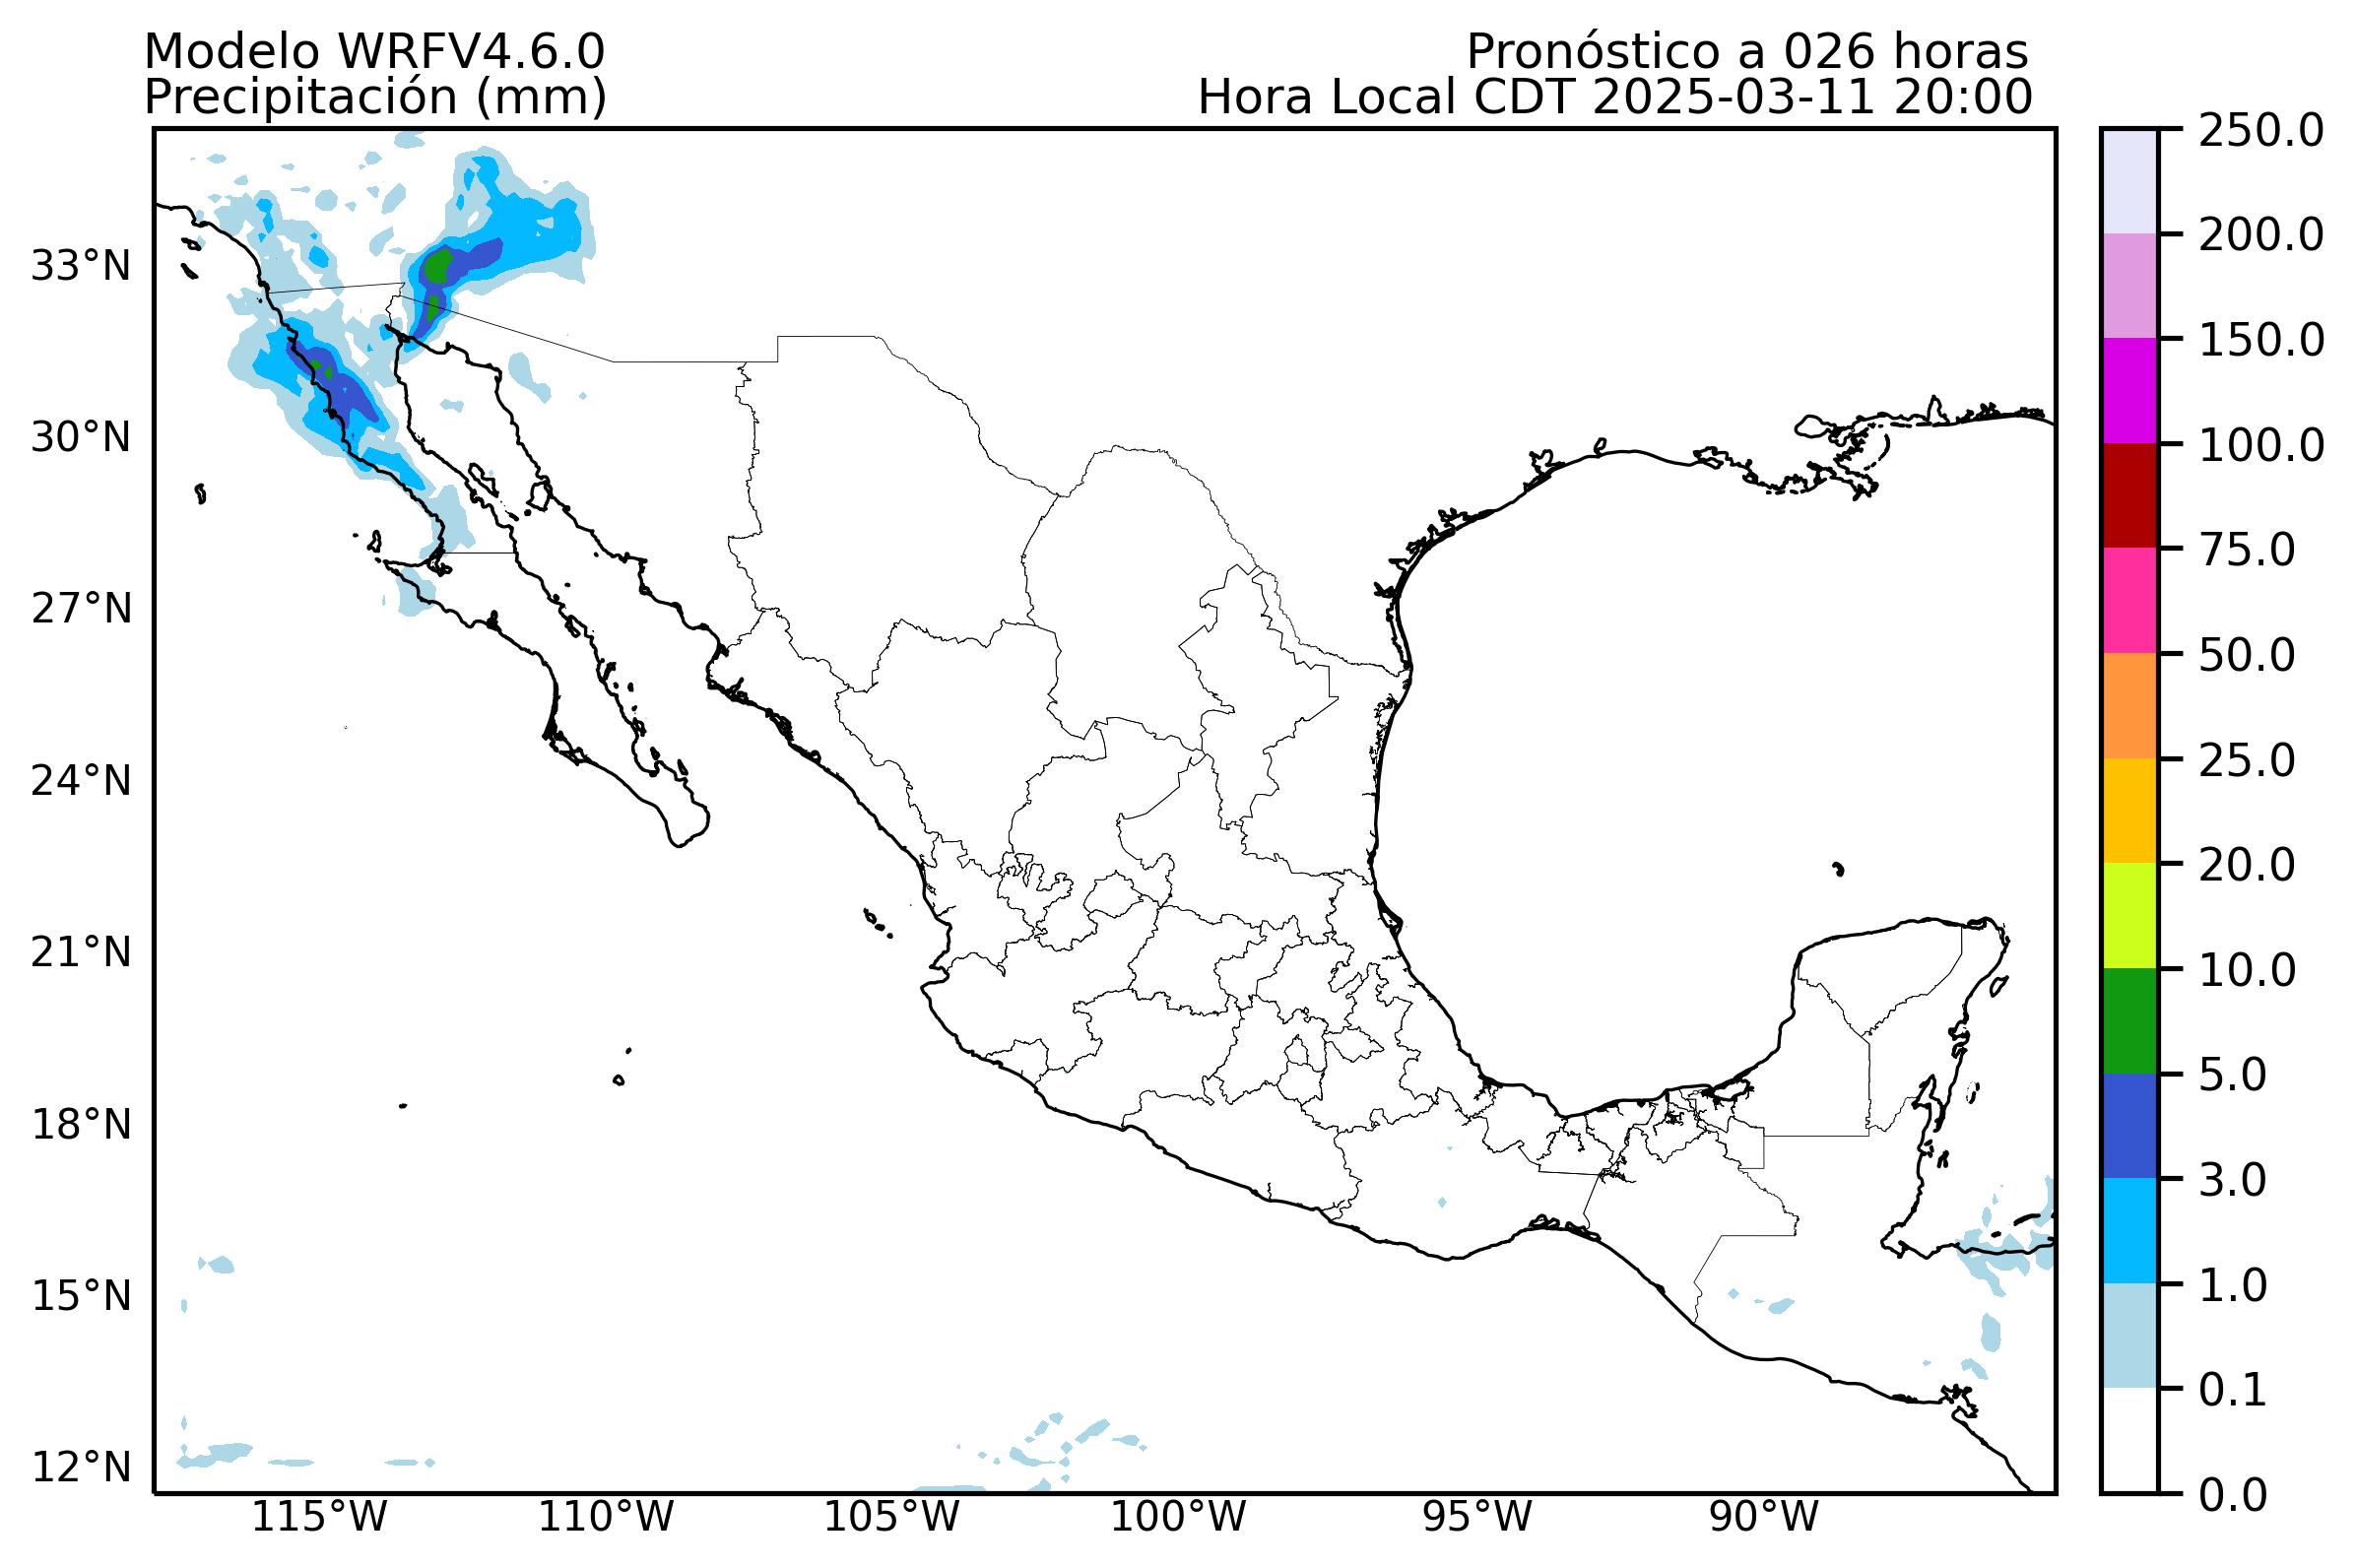 Modelo WRFV4.6.0
Pronóstico a 026 horas
Precipitación (mm)
Hora Local CDT 2025-03-11 20:00
250.0
200.0
150.0
100.0
75.0
50.0
25.0
20.0
10.0
5.0
3.0
1.0
0.1
0.0
33°N
30°N
27°N
24°N
21°N
18°N
15°N
12°N
115°W
110°W
105°W
100°W
95°W
90°W